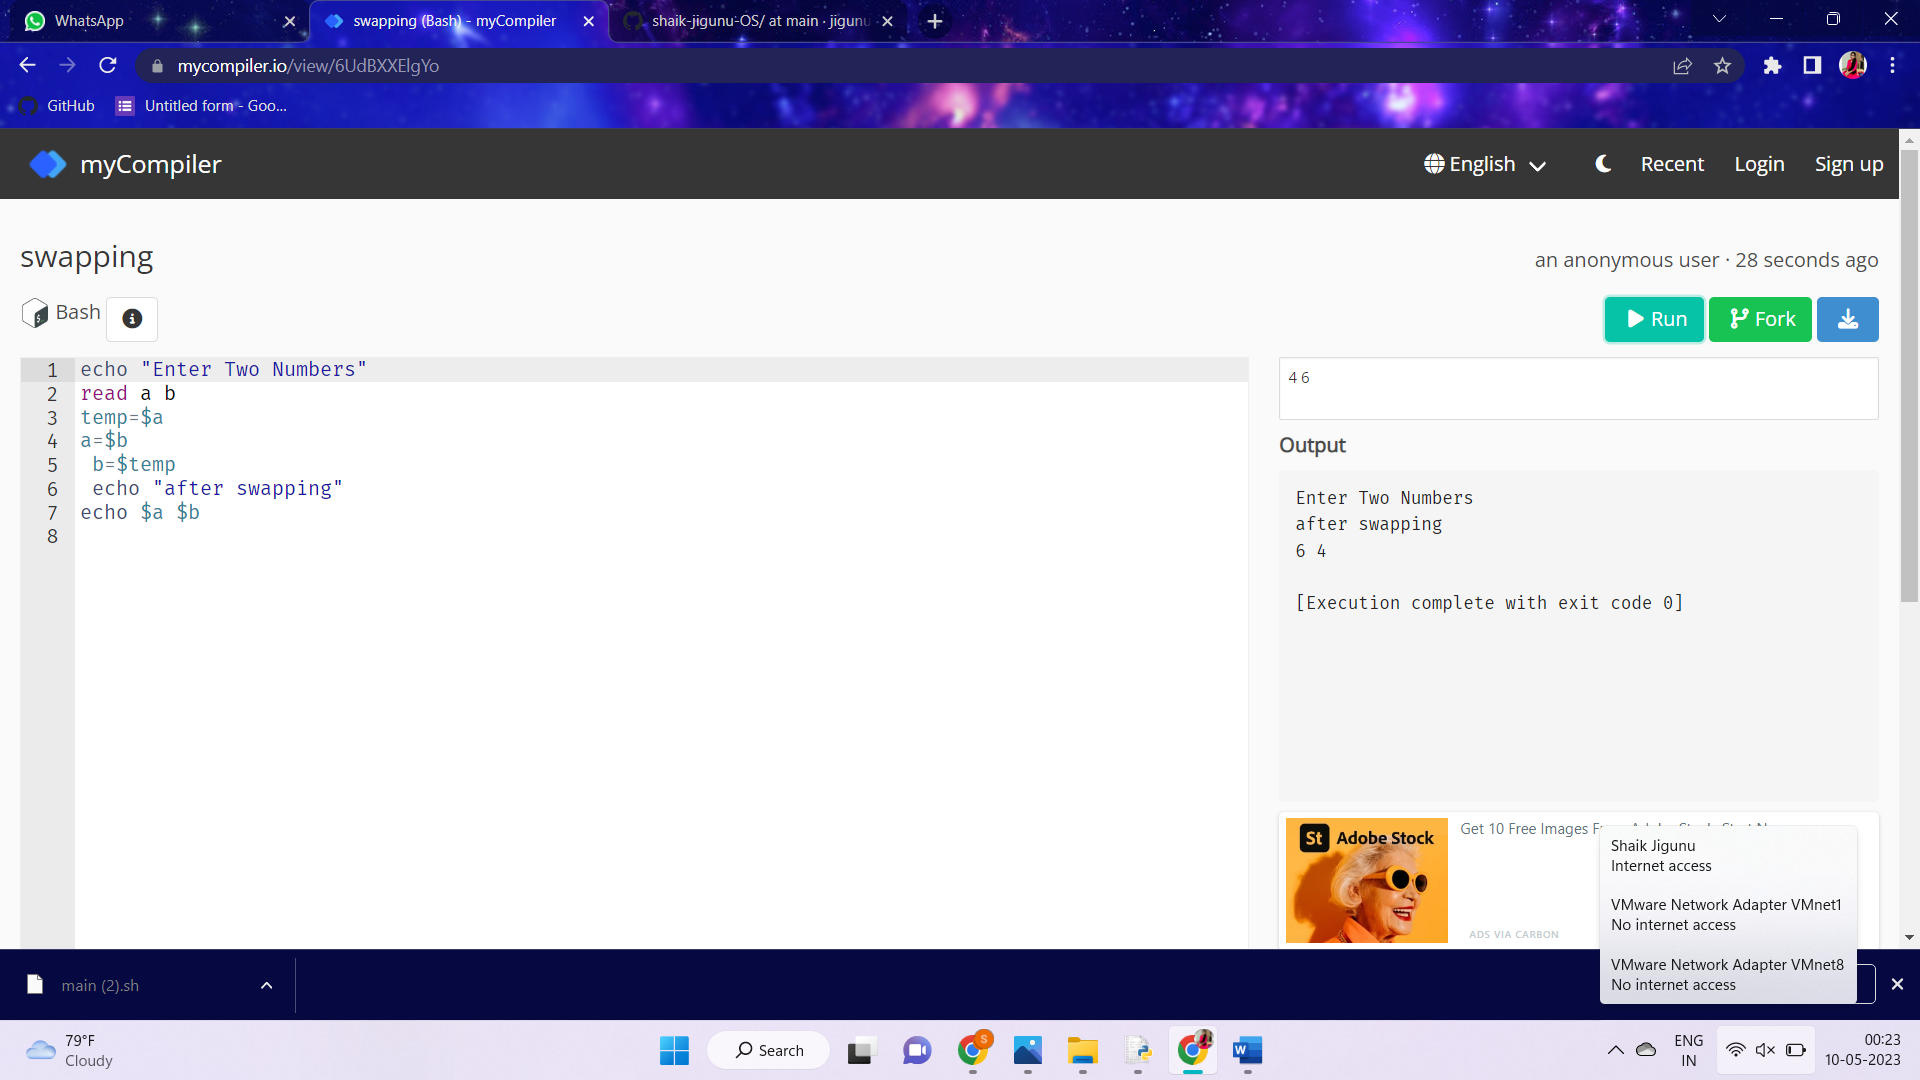 WhatsApp
swapping (Bash) - myCompiler
shaik-jigunu-OS/ at main · jigunu
mycompiler.io/view/6UdBXXElgYo
GitHub
Untitled form - Goo...
myCompiler
English
Recent
Login
Sign up
swapping
an anonymous user · 28 seconds ago
Bash
Run
Fork
1 echo "Enter Two Numbers"
2 read a b
3 temp=$a
4 a=$b
5 b=$temp
6 echo "after swapping"
7 echo $a $b
8
4 6
Output
Enter Two Numbers
after swapping
6 4
[Execution complete with exit code 0]
St Adobe Stock
Get 10 Free Images
ADS VIA CARBON
Shaik Jigunu
Internet access
VMware Network Adapter VMnet1
No internet access
VMware Network Adapter VMnet8
No internet access
main (2).sh
79°F
Cloudy
Search
S
W
ENG
IN
00:23
10-05-2023